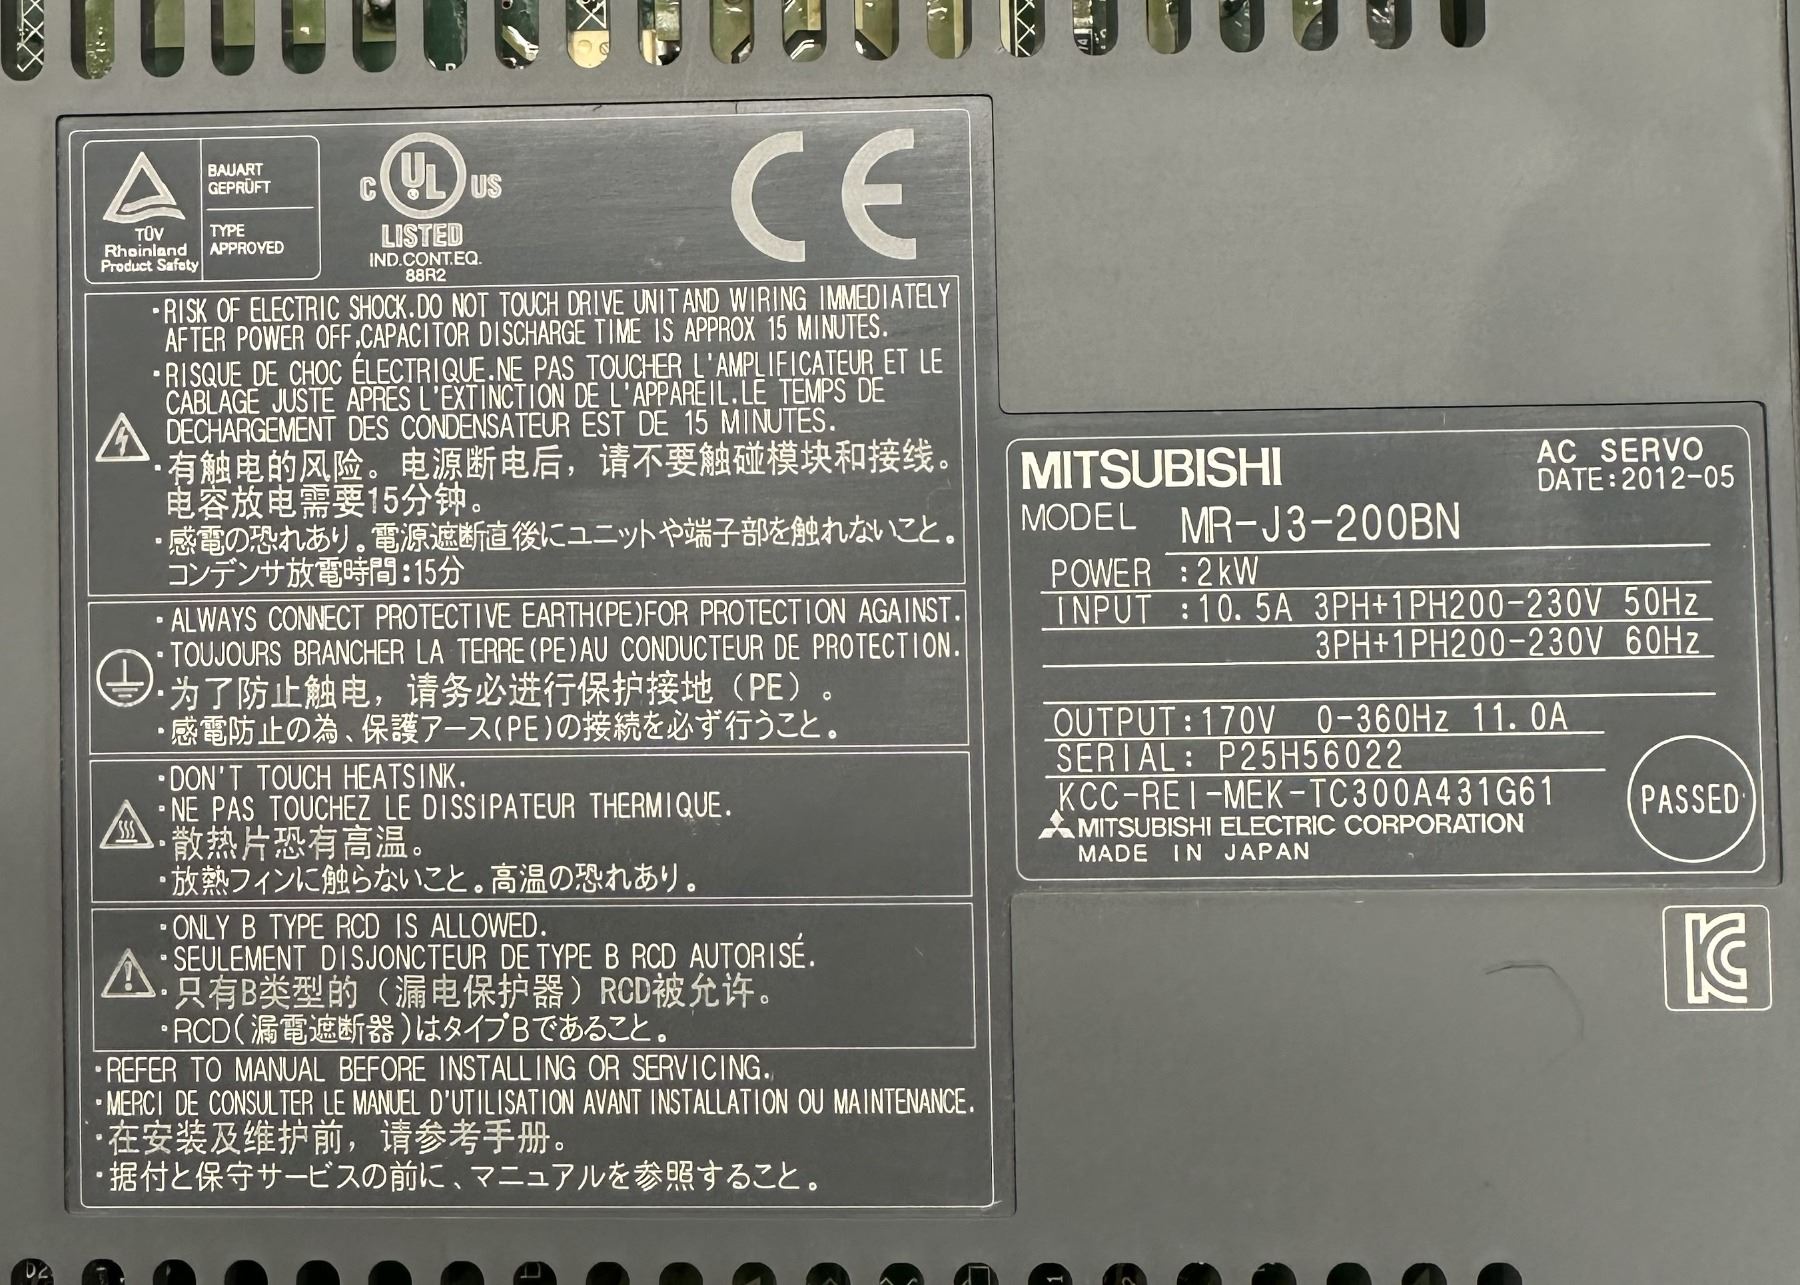 BAUART
GEPRÜFT
TÜV
Rheinland
Product Safety
TYPE
APPROVED
C UL US
LISTED
IND.CONT.EQ.
88R2
CE
·RISK OF ELECTRIC SHOCK.DO NOT TOUCH DRIVE UNIT AND WIRING IMMEDIATELY
AFTER POWER OFF,CAPACITOR DISCHARGE TIME IS APPROX 15 MINUTES.
·RISQUE DE CHOC ÉLECTRIQUE.NE PAS TOUCHER L'AMPLIFICATEUR ET LE
CABLAGE JUSTE APRES L'EXTINCTION DE L'APPAREIL.LE TEMPS DE
DECHARGEMENT DES CONDENSATEUR EST DE 15 MINUTES.
·有触电的风险。电源断电后，请不要触碰模块和接线。
电容放电需要15分钟。
·感電の恐れあり。電源遮断直後にユニットや端子部を触れないこと。
コンデンサ放電時間:15分
·ALWAYS CONNECT PROTECTIVE EARTH(PE)FOR PROTECTION AGAINST.
·TOUJOURS BRANCHER LA TERRE(PE)AU CONDUCTEUR DE PROTECTION.
·为了防止触电，请务必进行保护接地（PE）。
·感電防止の為、保護アース(PE)の接続を必ず行うこと。
·DON'T TOUCH HEATSINK.
·NE PAS TOUCHEZ LE DISSIPATEUR THERMIQUE.
·散热片恐有高温。
·放熱フィンに触らないこと。高温の恐れあり。
·ONLY B TYPE RCD IS ALLOWED.
·SEULEMENT DISJONCTEUR DE TYPE B RCD AUTORISÉ.
·只有B类型的（漏电保护器）RCD被允许。
·RCD(漏電遮断器)はタイプBであること。
·REFER TO MANUAL BEFORE INSTALLING OR SERVICING.
·MERCI DE CONSULTER LE MANUEL D'UTILISATION AVANT INSTALLATION OU MAINTENANCE.
·在安装及维护前，请参考手册。
·据付と保守サービスの前に、マニュアルを参照すること。
MITSUBISHI
AC SERVO
DATE:2012-05
MODEL MR-J3-200BN
POWER :2kW
INPUT :10.5A 3PH+1PH200-230V 50Hz
3PH+1PH200-230V 60Hz
OUTPUT:170V 0-360Hz 11.0A
SERIAL: P25H56022
KCC-REI-MEK-TC300A431G61
MITSUBISHI ELECTRIC CORPORATION
MADE IN JAPAN
PASSED
KC